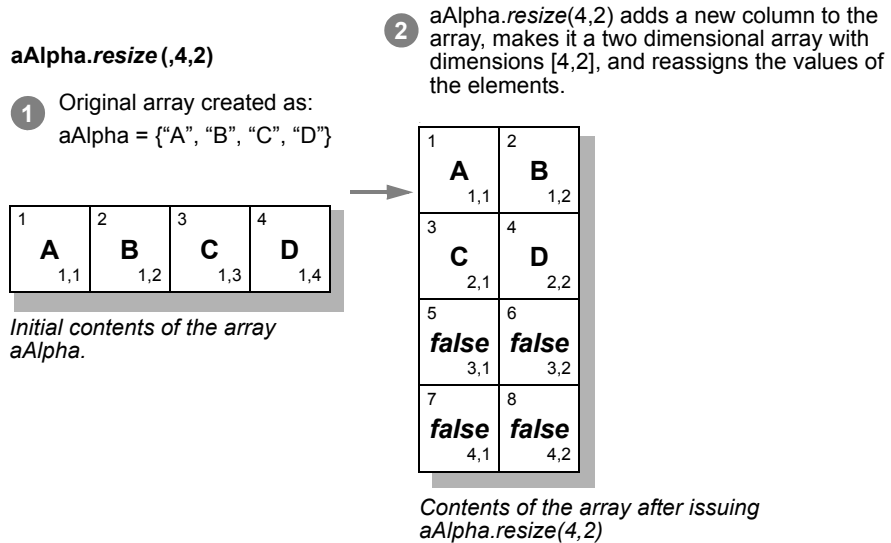 aAlpha.resize (,4,2)
1
Original array created as:
aAlpha = {“A”, “B”, “C”, “D”}
1 2 3 4
A B C D
1,1 1,2 1,3 1,4
Initial contents of the array
aAlpha.
2
aAlpha.resize(4,2) adds a new column to the
array, makes it a two dimensional array with
dimensions [4,2], and reassigns the values of
the elements.
1 2
A B
1,1 1,2
3 4
C D
2,1 2,2
5 6
false false
3,1 3,2
7 8
false false
4,1 4,2
Contents of the array after issuing
aAlpha.resize(4,2)